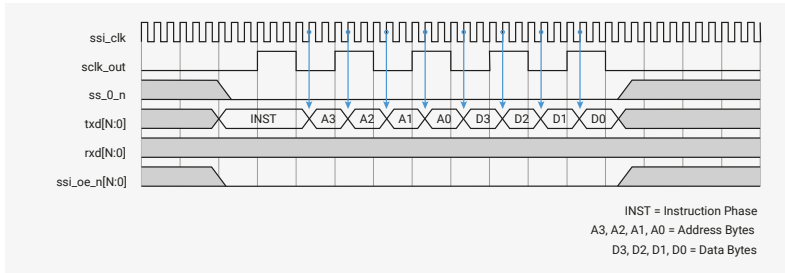 ssi_clk
sclk_out
ss_0_n
txd[N:0] INST A3 A2 A1 A0 D3 D2 D1 D0
rxd[N:0]
ssi_oe_n[N:0]
INST = Instruction Phase
A3, A2, A1, A0 = Address Bytes
D3, D2, D1, D0 = Data Bytes